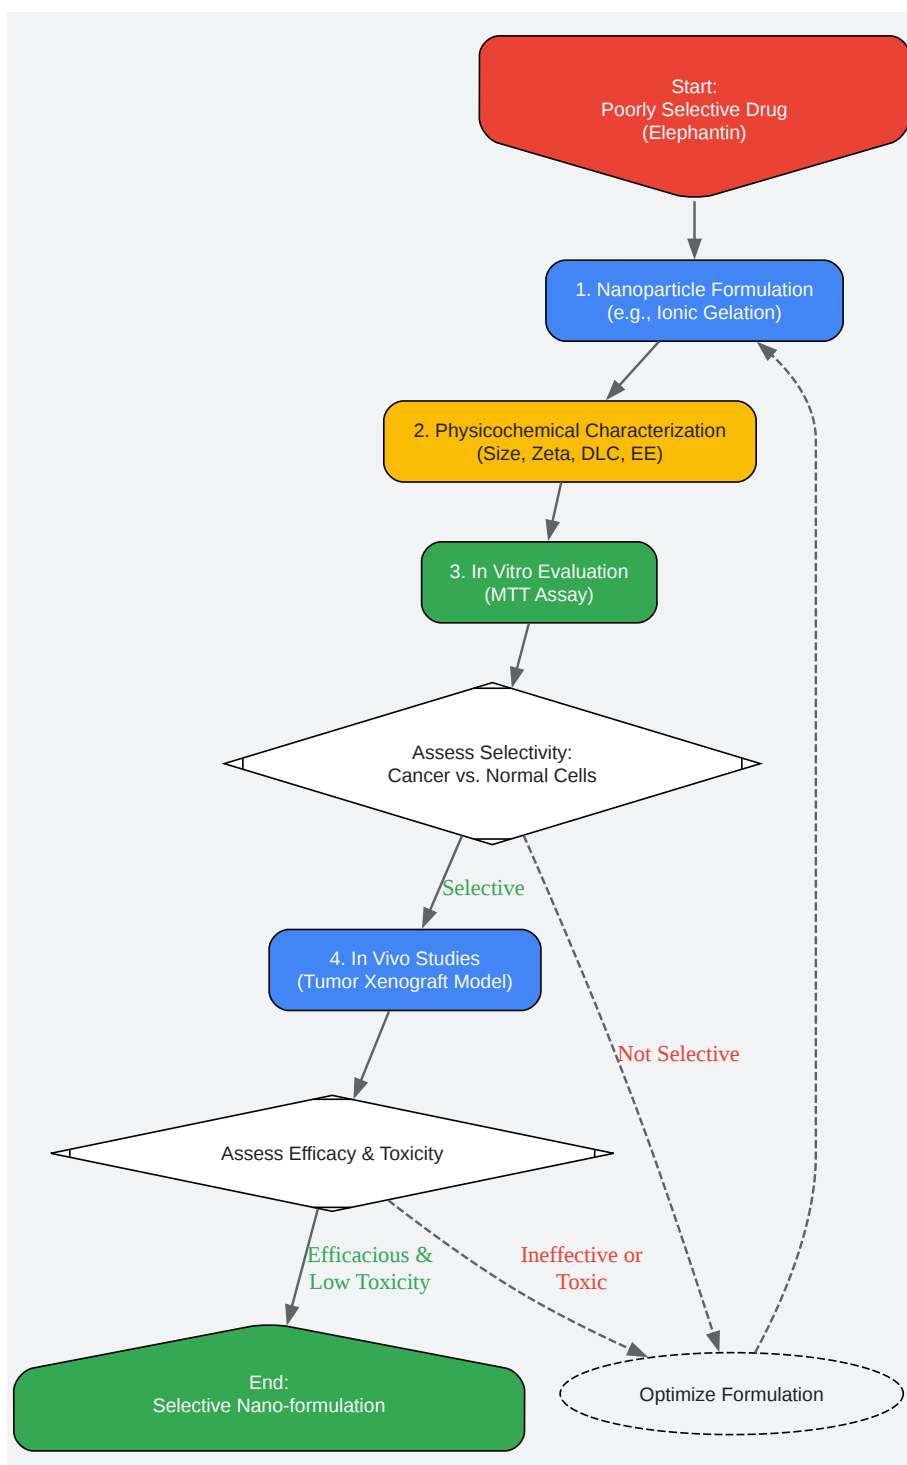 Start:
Poorly Selective Drug
(Elephantin)
1. Nanoparticle Formulation
(e.g., Ionic Gelation)
2. Physicochemical Characterization
(Size, Zeta, DLC, EE)
3. In Vitro Evaluation
(MTT Assay)
Assess Selectivity:
Cancer vs. Normal Cells
Selective
4. In Vivo Studies
(Tumor Xenograft Model)
Not Selective
Assess Efficacy & Toxicity
Efficacious &
Low Toxicity
Ineffective or
Toxic
End:
Selective Nano-formulation
Optimize Formulation